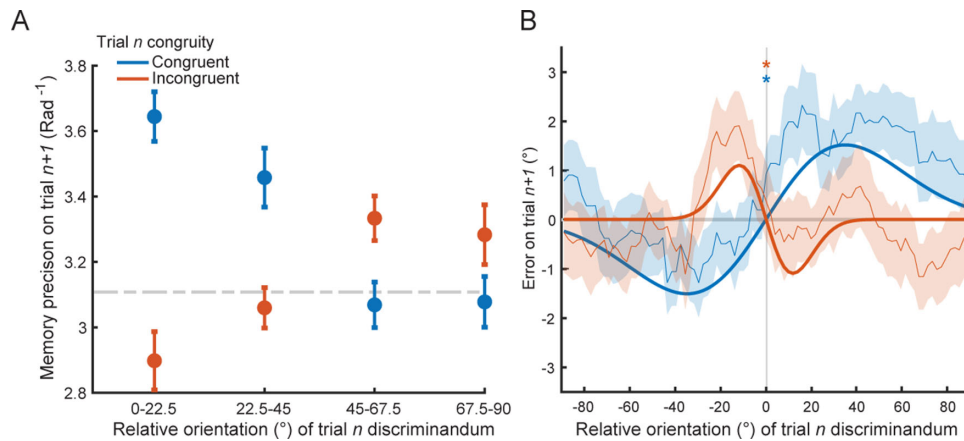 A
Trial n congruity
Congruent
Incongruent
3.8
3.6
3.4
3.2
3
2.8
Memory precison on trial n+1 (Rad⁻¹)
0-22.5 22.5-45 45-67.5 67.5-90
Relative orientation (°) of trial n discriminandum
B
* 
*
3
2
1
0
-1
-2
-3
Error on trial n+1 (°)
-80 -60 -40 -20 0 20 40 60 80
Relative orientation (°) of trial n discriminandum